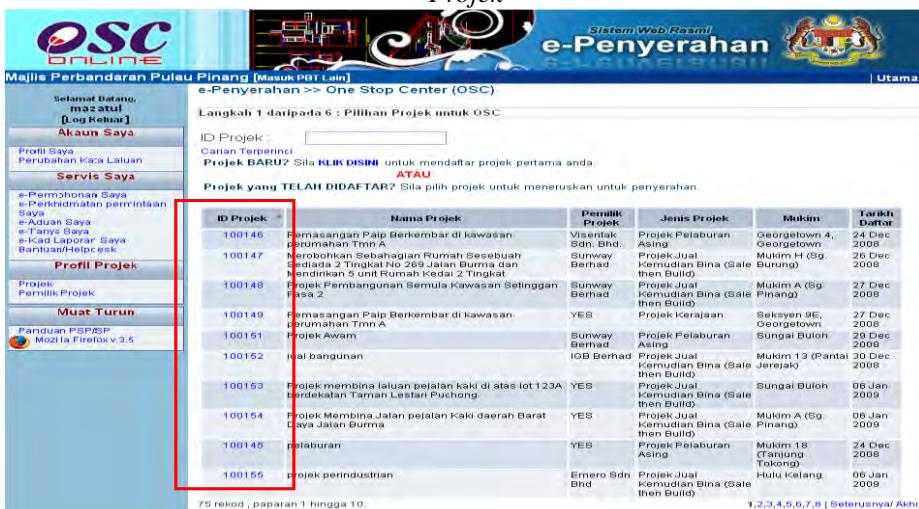 Projek
OSC
ONLINE
Sistem Web Rasmi
e-Penyerahan
Majlis Perbandaran Pulau Pinang [Masuk PBT Lain]
| Utama
Selamat Datang,
mazatul
[Log Keluar]
Akaun Saya
Profil Saya
Perubahan Kata Laluan
Servis Saya
e-Permohonan Saya
e-Perkhidmatan permintaan
Saya
e-Aduan Saya
e-Tanya Saya
e-Kad Laporan Saya
Bantuan/Helpdesk
Profil Projek
Projek
Pemilik Projek
Muat Turun
Panduan PSP/SP
Mozilla Firefox v.3.5
e-Penyerahan >> One Stop Center (OSC)
Langkah 1 daripada 6 : Pilihan Projek untuk OSC
ID Projek :
Carian Terperinci
Projek BARU? Sila KLIK DISINI untuk mendaftar projek pertama anda.
ATAU
Projek yang TELAH DIDAFTAR? Sila pilih projek untuk meneruskan untuk penyerahan.
ID Projek Nama Projek Pemilik Projek Jenis Projek Mukim Tarikh Daftar
100146 Pemasangan Paip Berkembar di kawasan perumahan Tmn A Visentak Sdn. Bhd. Projek Pelaburan Asing Georgetown 4, Georgetown 24 Dec 2008
100147 Merobohkan Sebahagian Rumah Sesebuah Sediada 2 Tingkat No 269 Jalan Burma dan Mendirikan 5 unit Rumah Kedai 2 Tingkat Sunway Berhad Projek Jual Kemudian Bina (Sale then Build) Mukim H (Sg. Burung) 26 Dec 2008
100148 Projek Pembangunan Semula Kawasan Setinggan Fasa 2 Sunway Berhad Projek Jual Kemudian Bina (Sale then Build) Mukim A (Sg. Pinang) 27 Dec 2008
100149 Pemasangan Paip Berkembar di kawasan perumahan Tmn A YES Projek Kerajaan Seksyen 9E, Georgetown 27 Dec 2008
100151 Projek Awam Sunway Berhad Projek Pelaburan Asing Sungai Buloh 29 Dec 2008
100152 jual bangunan IGB Berhad Projek Jual Kemudian Bina (Sale then Build) Mukim 13 (Pantai Jerejak) 30 Dec 2008
100153 Projek membina laluan pejalan kaki di atas lot 123A berdekatan Taman Lestari Puchong. YES Projek Jual Kemudian Bina (Sale then Build) Sungai Buloh 06 Jan 2009
100154 Projek Membina Jalan pejalan Kaki daerah Barat Daya Jalan Burma YES Projek Jual Kemudian Bina (Sale then Build) Mukim A (Sg. Pinang) 06 Jan 2009
100145 pelaburan YES Projek Pelaburan Asing Mukim 18 (Tanjung Tokong) 24 Dec 2008
100155 projek perindustrian Emero Sdn Bhd Projek Jual Kemudian Bina (Sale then Build) Hulu Kelang 06 Jan 2009
75 rekod , paparan 1 hingga 10.
1,2,3,4,5,6,7,8 | Seterusnya/ Akhi